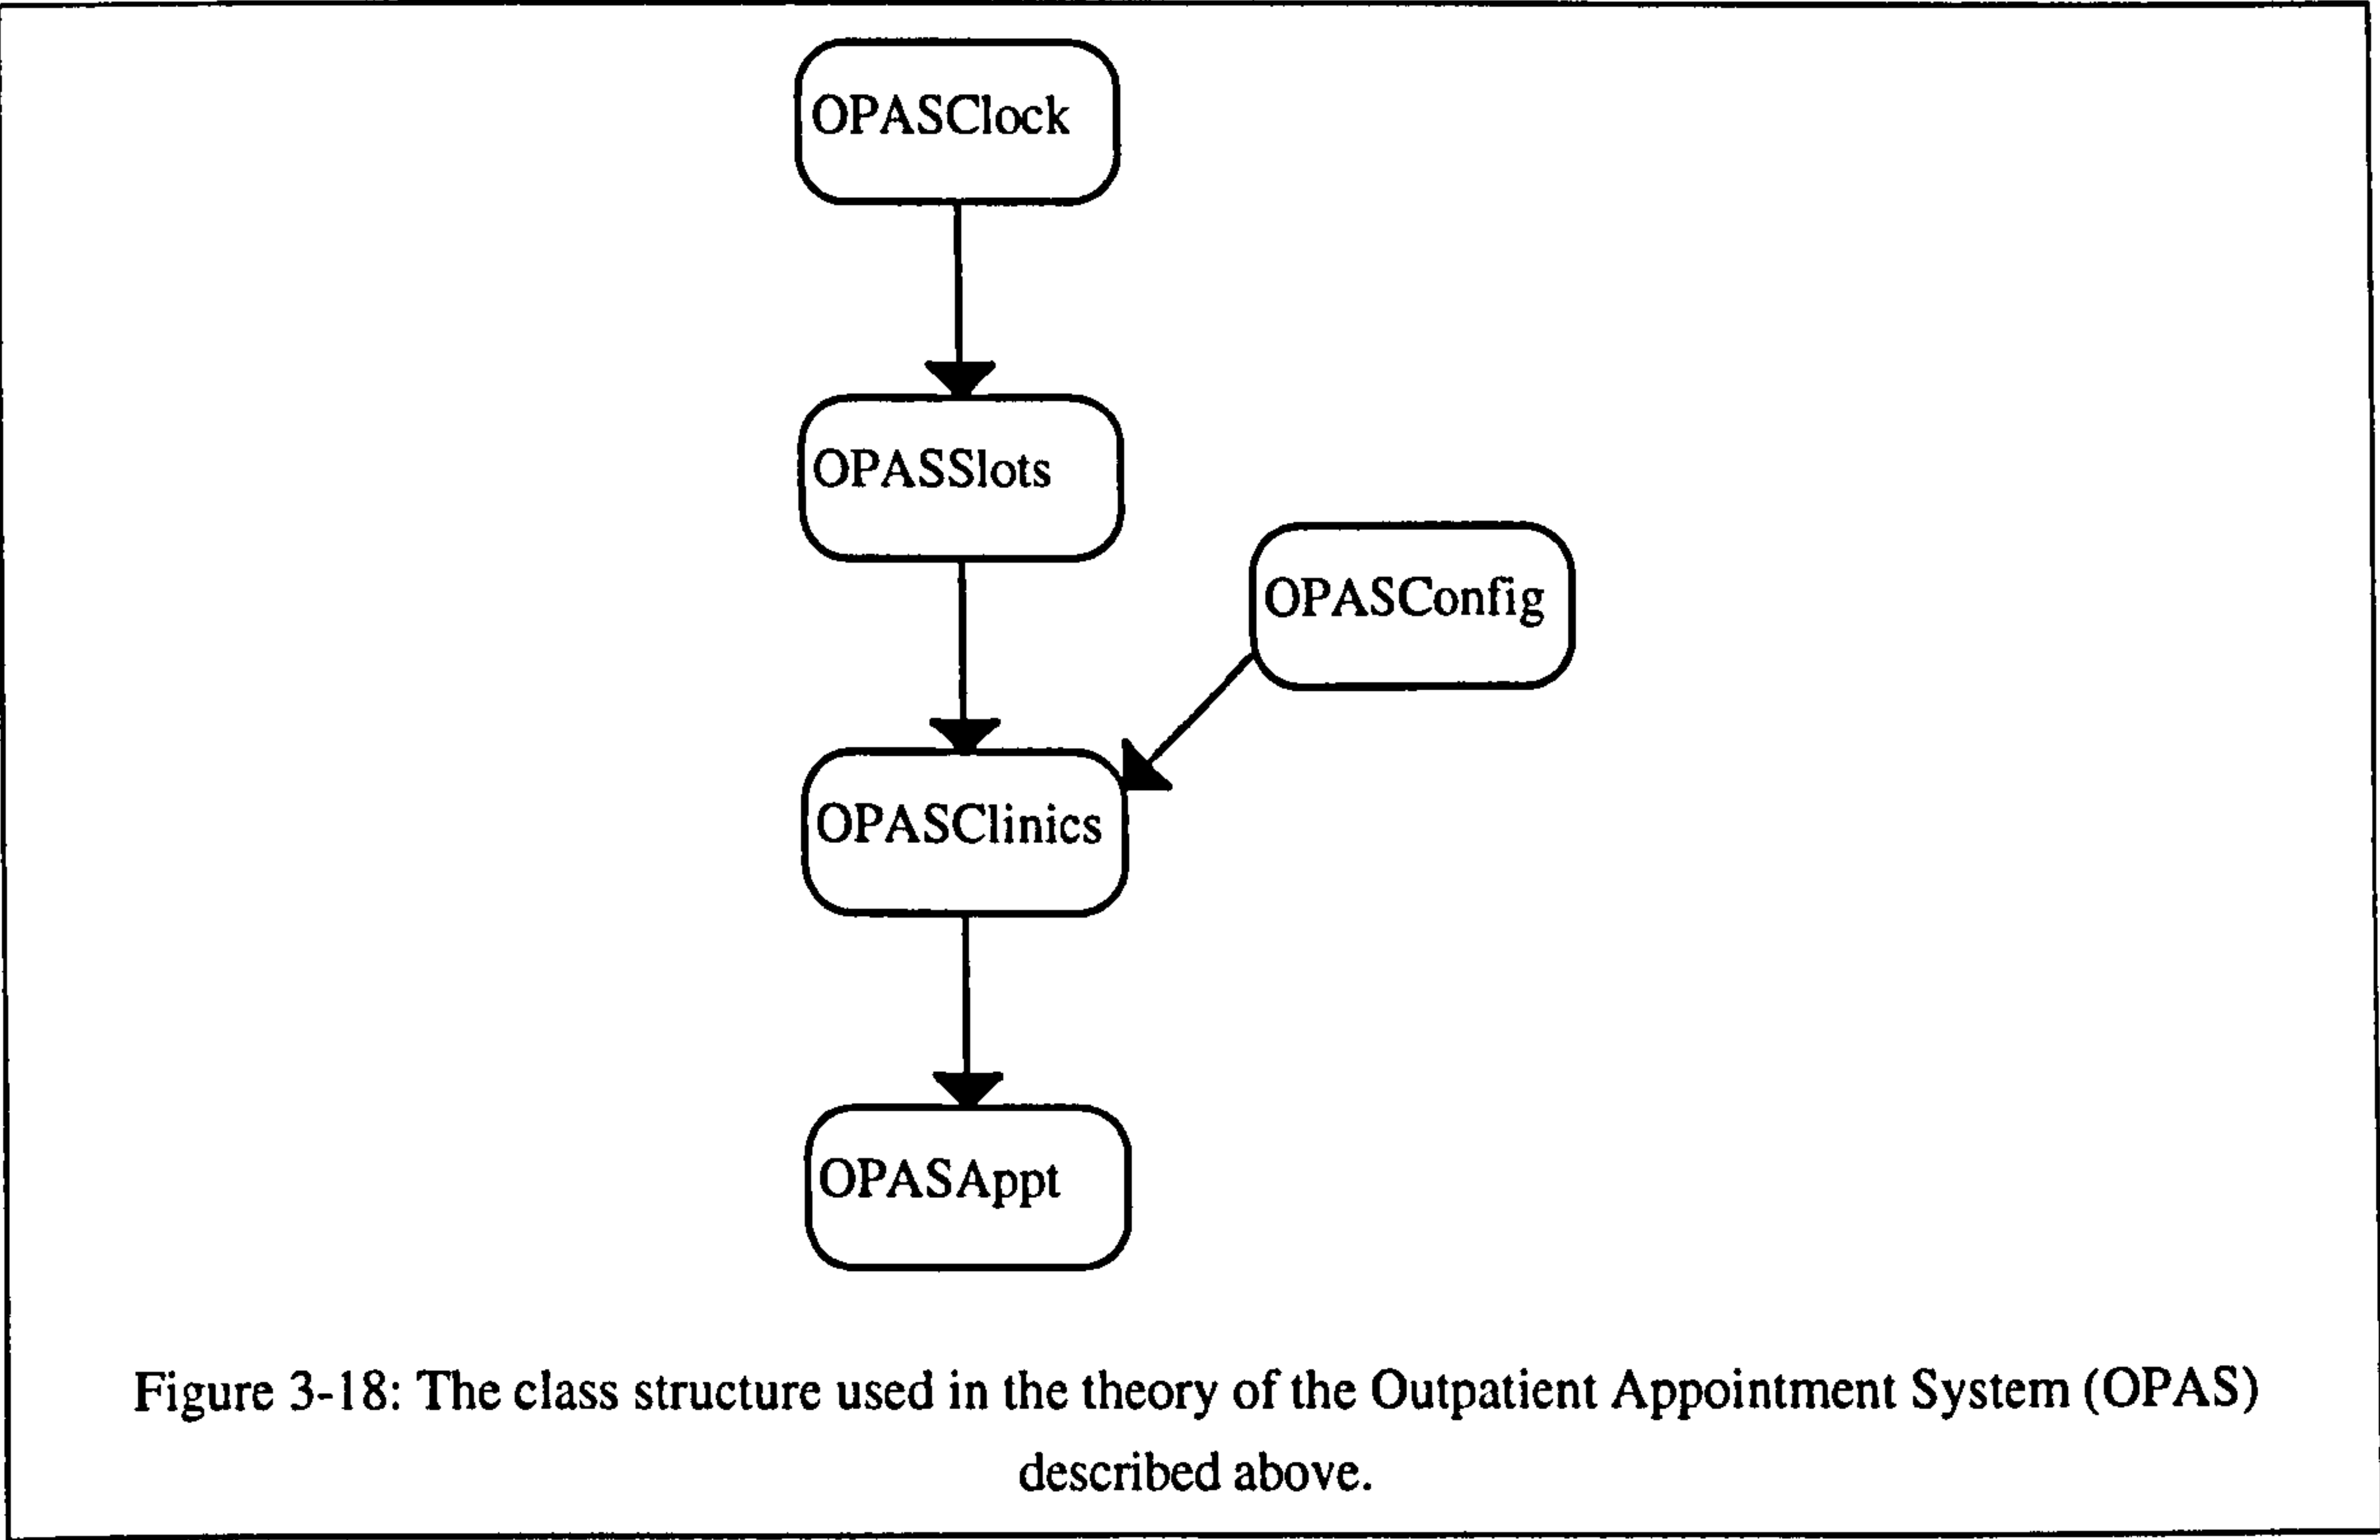 OPASClock
OPASSlots
OPASConfig
OPASClinics
OPASAppt
Figure 3-18: The class structure used in the theory of the Outpatient Appointment System (OPAS)
described above.